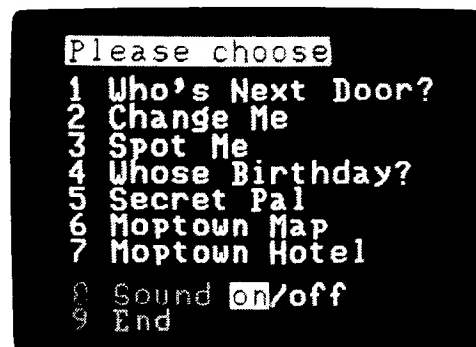 Please choose
1 Who's Next Door?
2 Change Me
3 Spot Me
4 Whose Birthday?
5 Secret Pal
6 Moptown Map
7 Moptown Hotel
8 Sound on/off
9 End